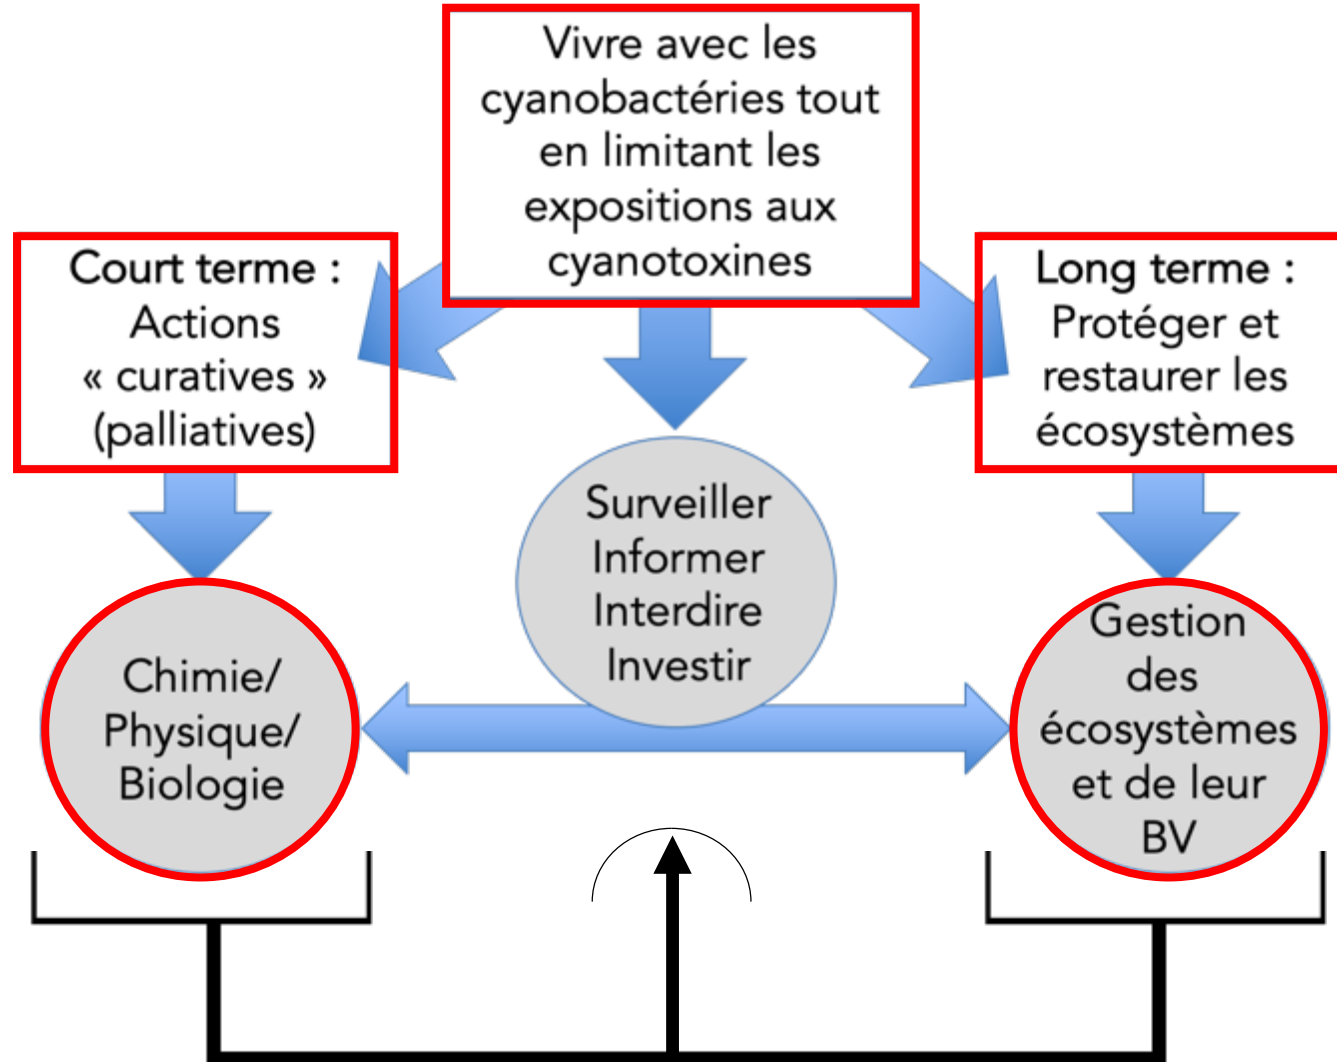 Vivre avec les
cyanobactéries tout
en limitant les
expositions aux
cyanotoxines
Court terme :
Actions
« curatives »
(palliatives)
Long terme :
Protéger et
restaurer les
écosystèmes
Surveiller
Informer
Interdire
Investir
Chimie/
Physique/
Biologie
Gestion
des
écosystèmes
et de leur
BV